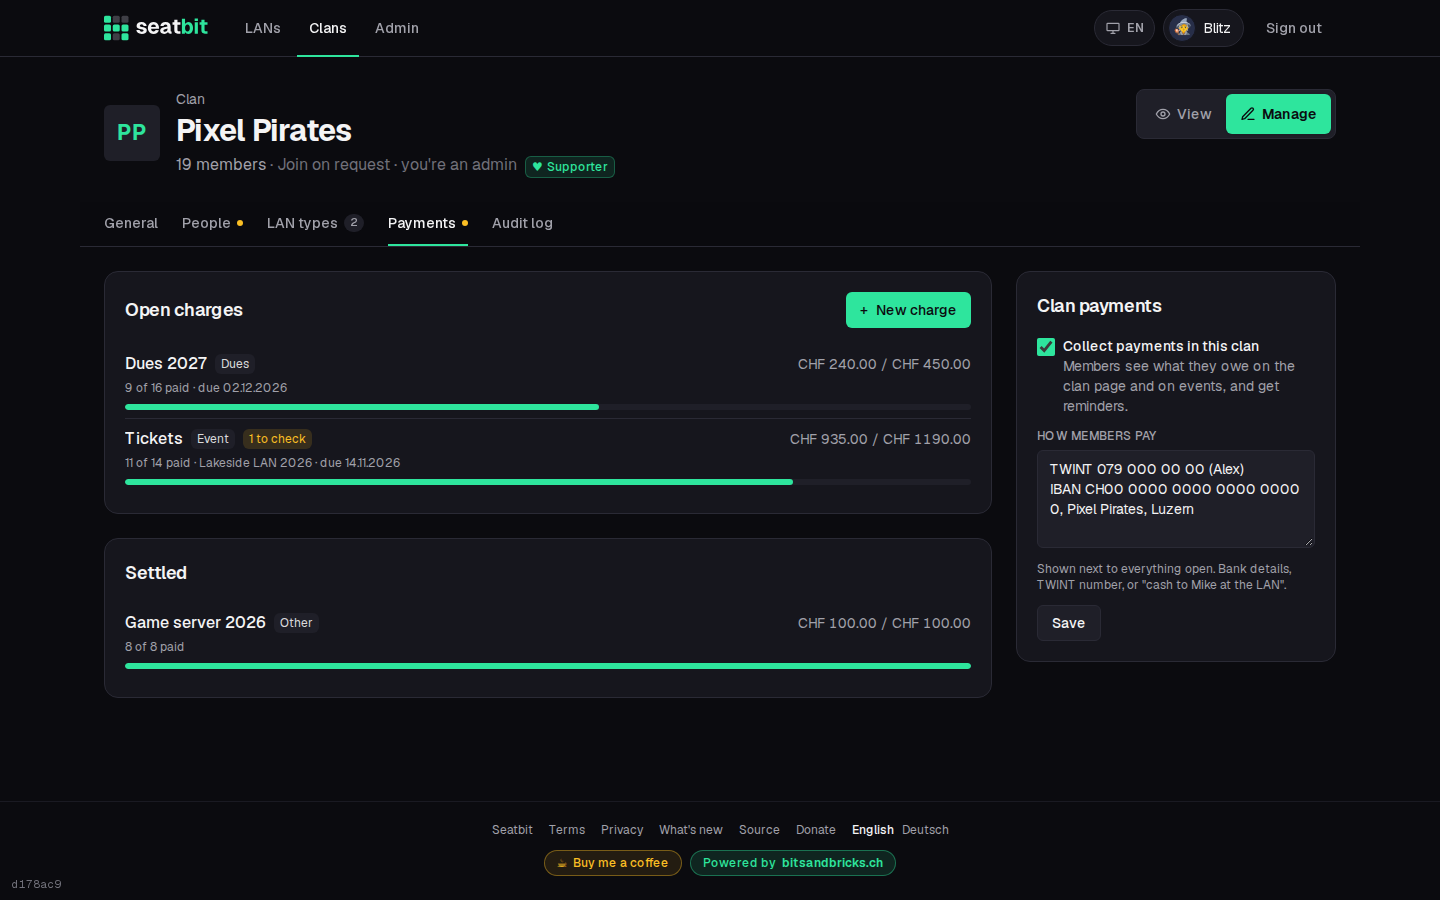 seatbit
LANs
Clans
Admin
EN
Blitz
Sign out
PP
Clan
Pixel Pirates
19 members · Join on request · you're an admin
♥ Supporter
View
Manage
General
People
LAN types 2
Payments
Audit log
Open charges
+ New charge
Dues 2027 Dues
CHF 240.00 / CHF 450.00
9 of 16 paid · due 02.12.2026
Tickets Event 1 to check
CHF 935.00 / CHF 1190.00
11 of 14 paid · Lakeside LAN 2026 · due 14.11.2026
Settled
Game server 2026 Other
CHF 100.00 / CHF 100.00
8 of 8 paid
Clan payments
Collect payments in this clan
Members see what they owe on the
clan page and on events, and get
reminders.
HOW MEMBERS PAY
TWINT 079 000 00 00 (Alex)
IBAN CH00 0000 0000 0000 0000
0, Pixel Pirates, Luzern
Shown next to everything open. Bank details,
TWINT number, or "cash to Mike at the LAN".
Save
Seatbit Terms Privacy What's new Source Donate English Deutsch
Buy me a coffee
Powered by bitsandbricks.ch
d178ac9